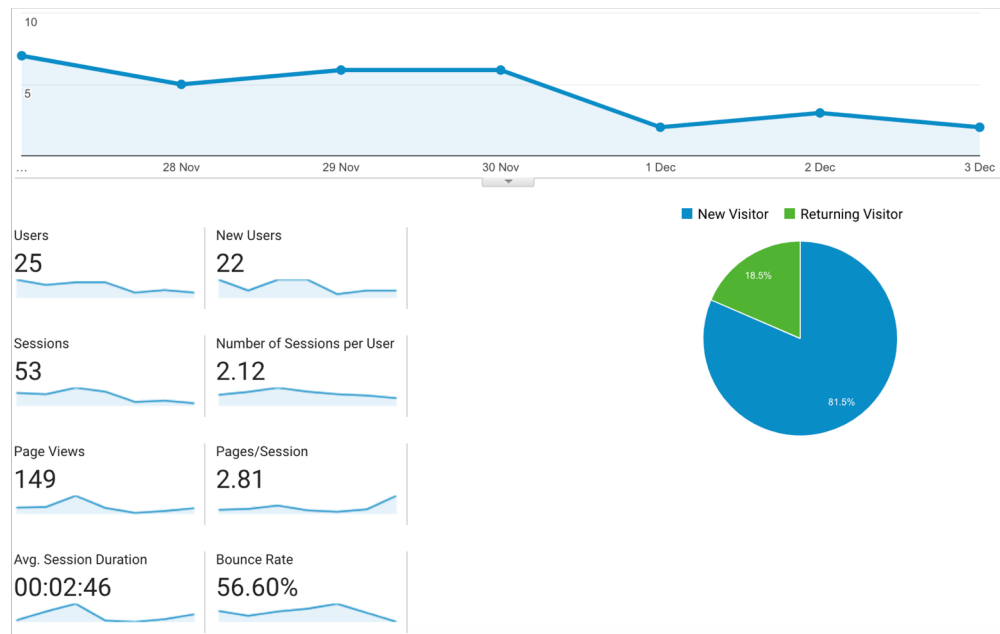 10
5
...
28 Nov
29 Nov
30 Nov
1 Dec
2 Dec
3 Dec
New Visitor
Returning Visitor
18.5%
81.5%
Users
25
New Users
22
Sessions
53
Number of Sessions per User
2.12
Page Views
149
Pages/Session
2.81
Avg. Session Duration
00:02:46
Bounce Rate
56.60%